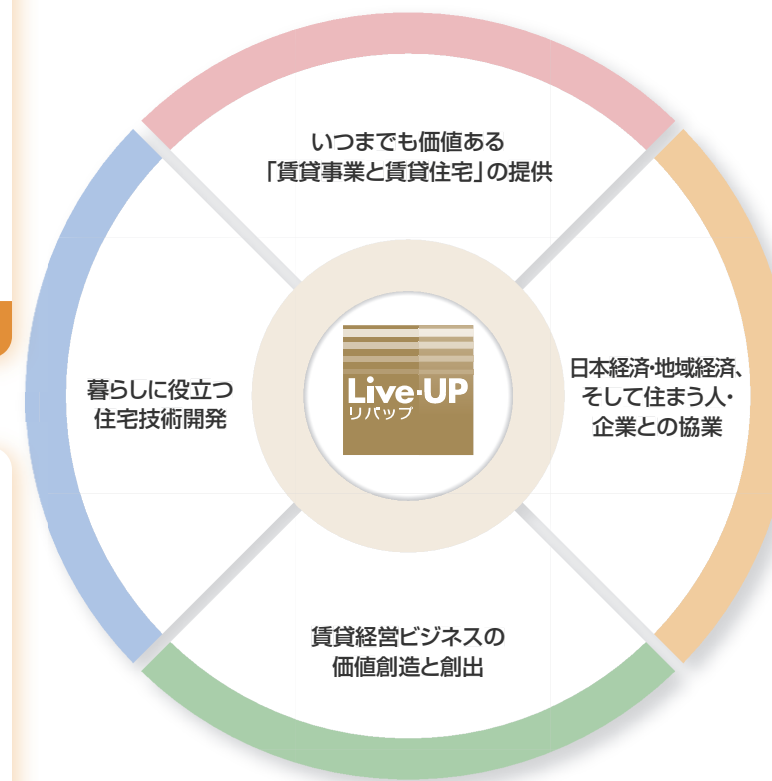 いつまでも価値ある
「賃貸事業と賃貸住宅」の提供
暮らしに役立つ
住宅技術開発
Live・UP
リバップ
日本経済・地域経済、
そして住まう人・
企業との協業
賃貸経営ビジネスの
価値創造と創出